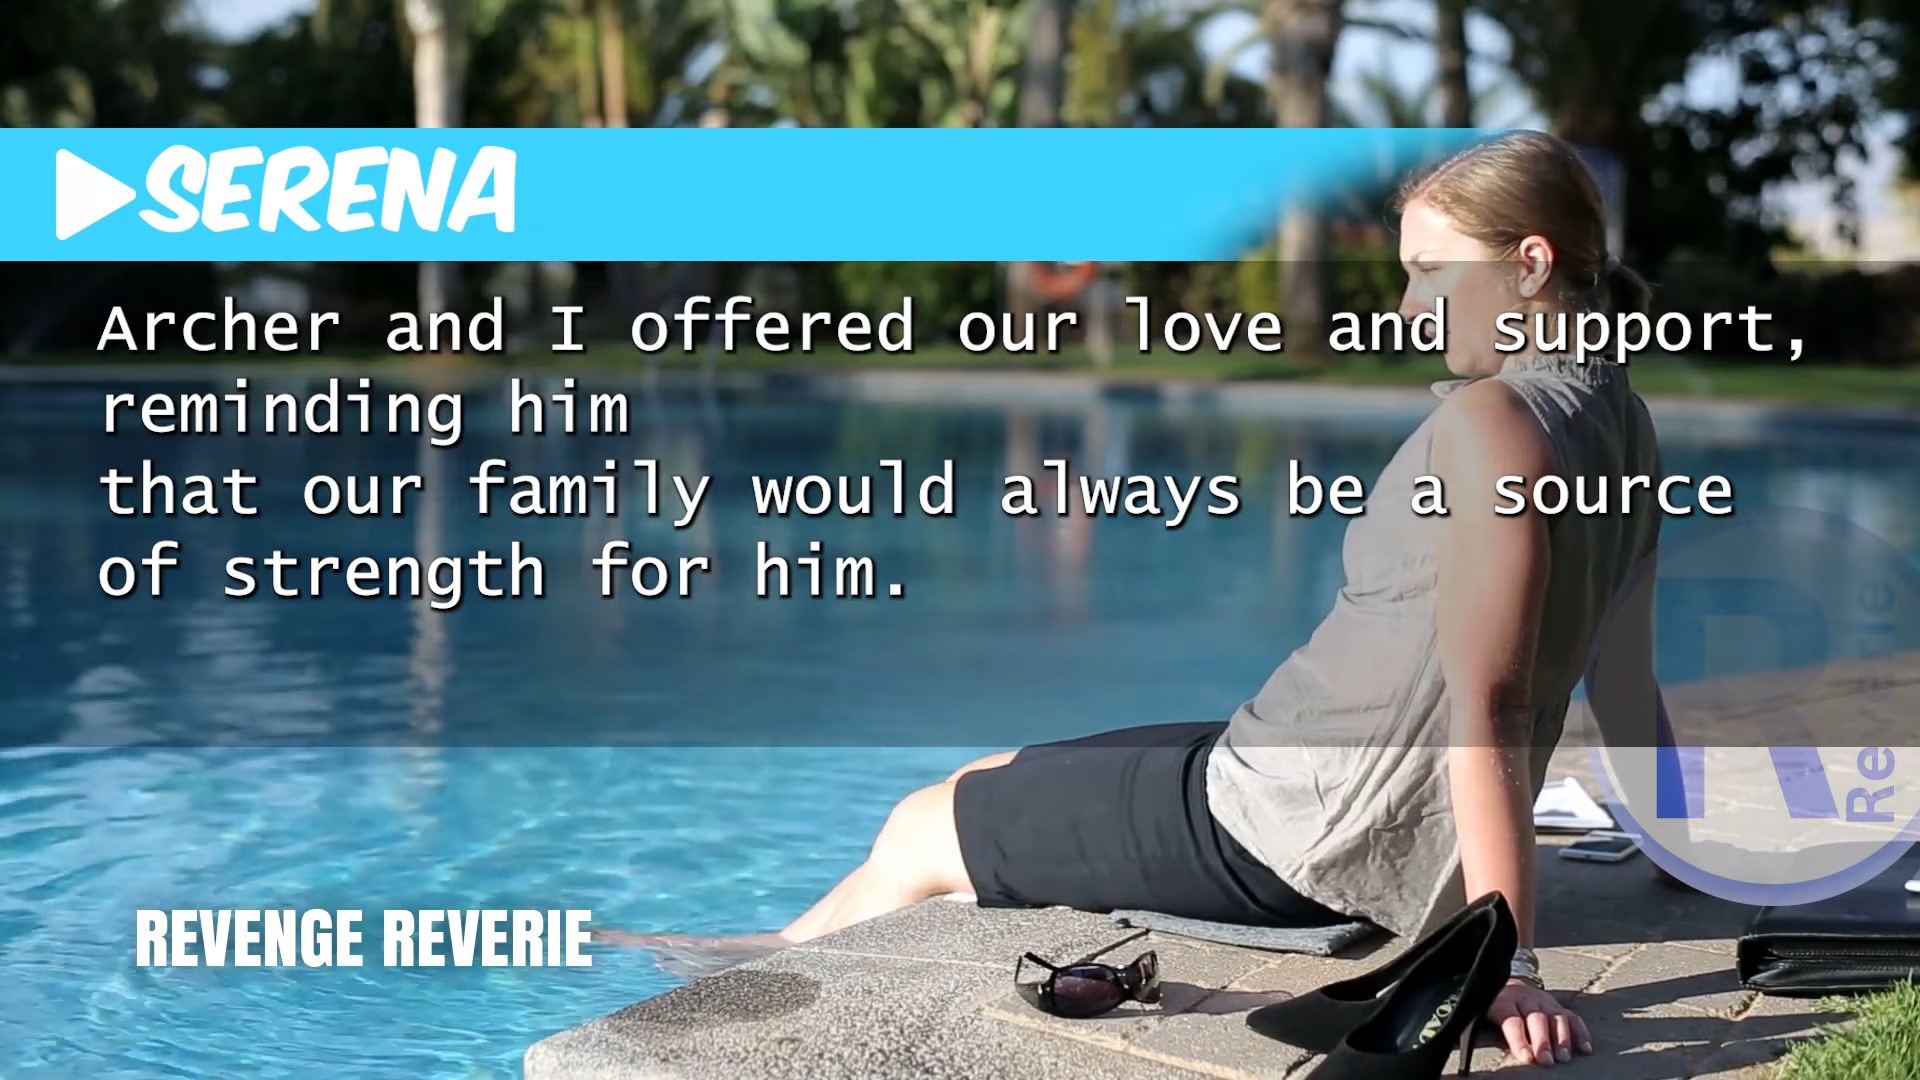 SERENA
Archer and I offered our love and support,
reminding him
that our family would always be a source
of strength for him.
R
Reverie
REVENGE REVERIE